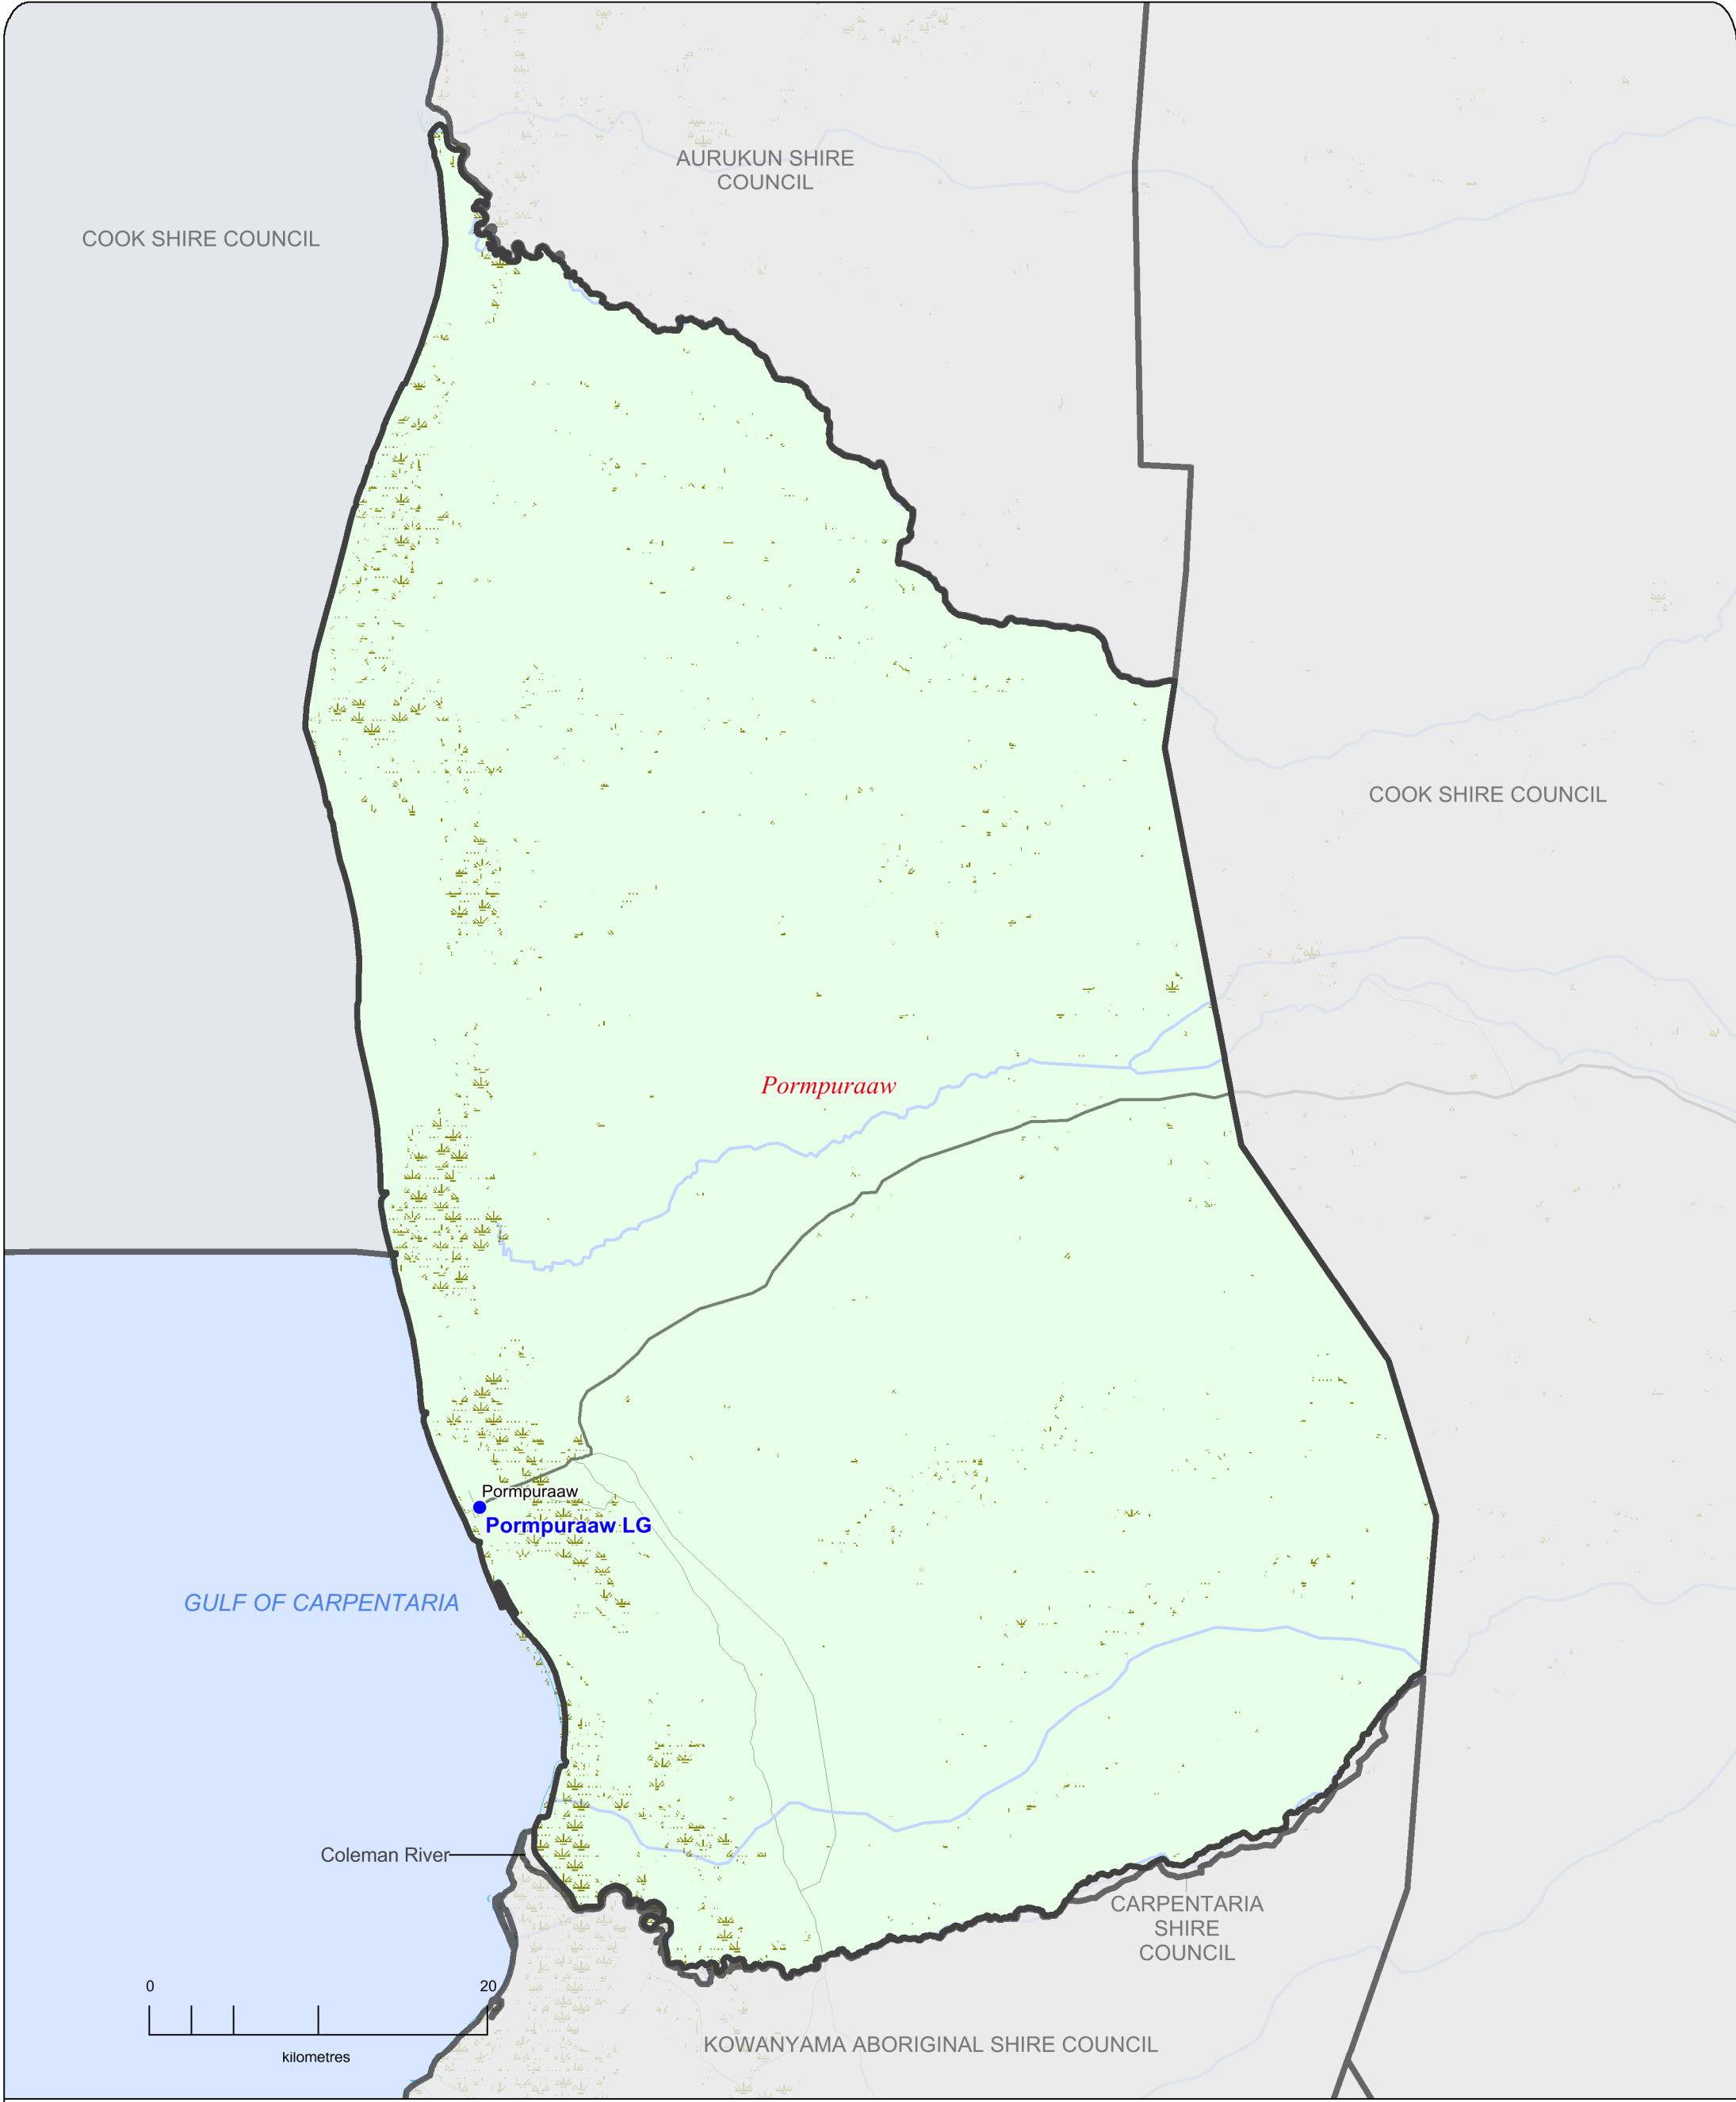 AURUKUN SHIRE
COUNCIL
COOK SHIRE COUNCIL
COOK SHIRE COUNCIL
Pormpuraaw
Pormpuraaw
Pormpuraaw LG
GULF OF CARPENTARIA
Coleman River
CARPENTARIA
SHIRE
COUNCIL
0 20
kilometres
KOWANYAMA ABORIGINAL SHIRE COUNCIL